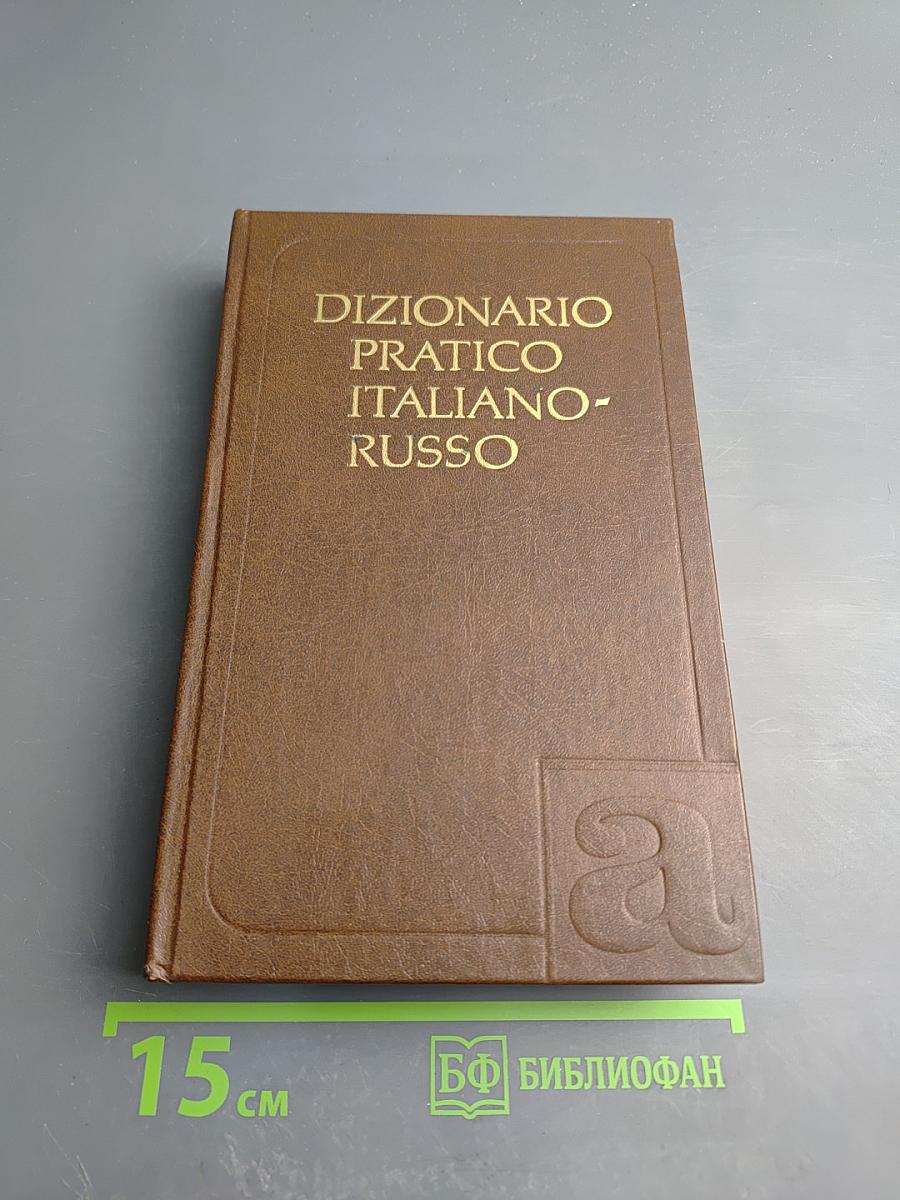 DIZIONARIO
PRATICO
ITALIANO-
RUSSO
a
15 см
БФ БИБЛИОФАН